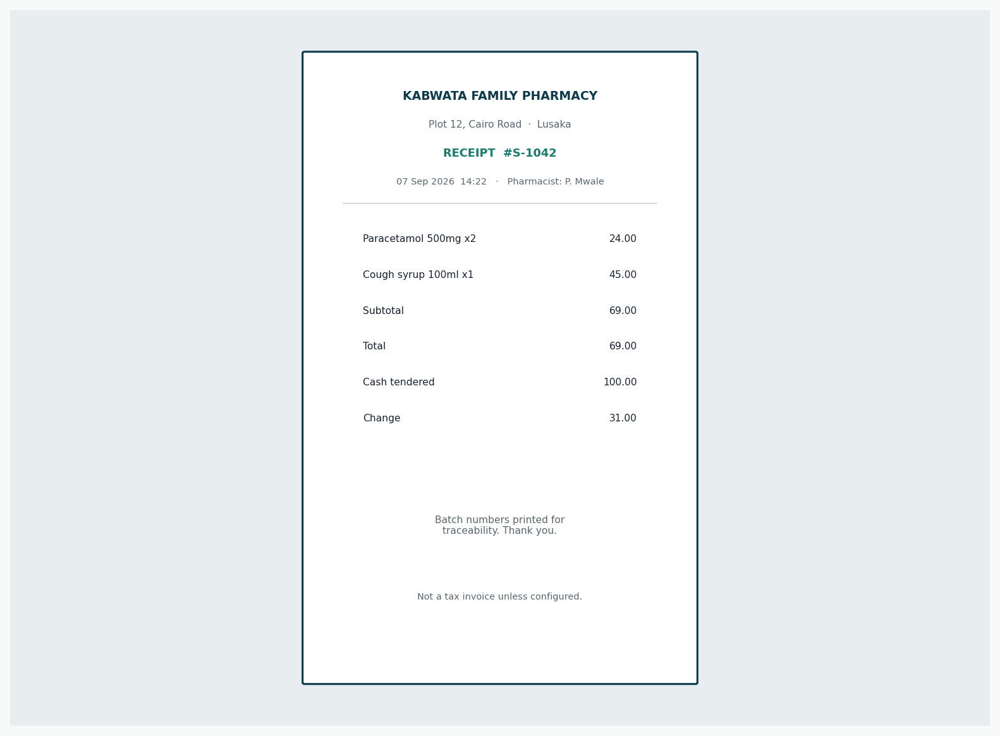 KABWATA FAMILY PHARMACY
Plot 12, Cairo Road · Lusaka
RECEIPT #S-1042
07 Sep 2026 14:22 · Pharmacist: P. Mwale
Paracetamol 500mg x2 24.00
Cough syrup 100ml x1 45.00
Subtotal 69.00
Total 69.00
Cash tendered 100.00
Change 31.00
Batch numbers printed for
traceability. Thank you.
Not a tax invoice unless configured.